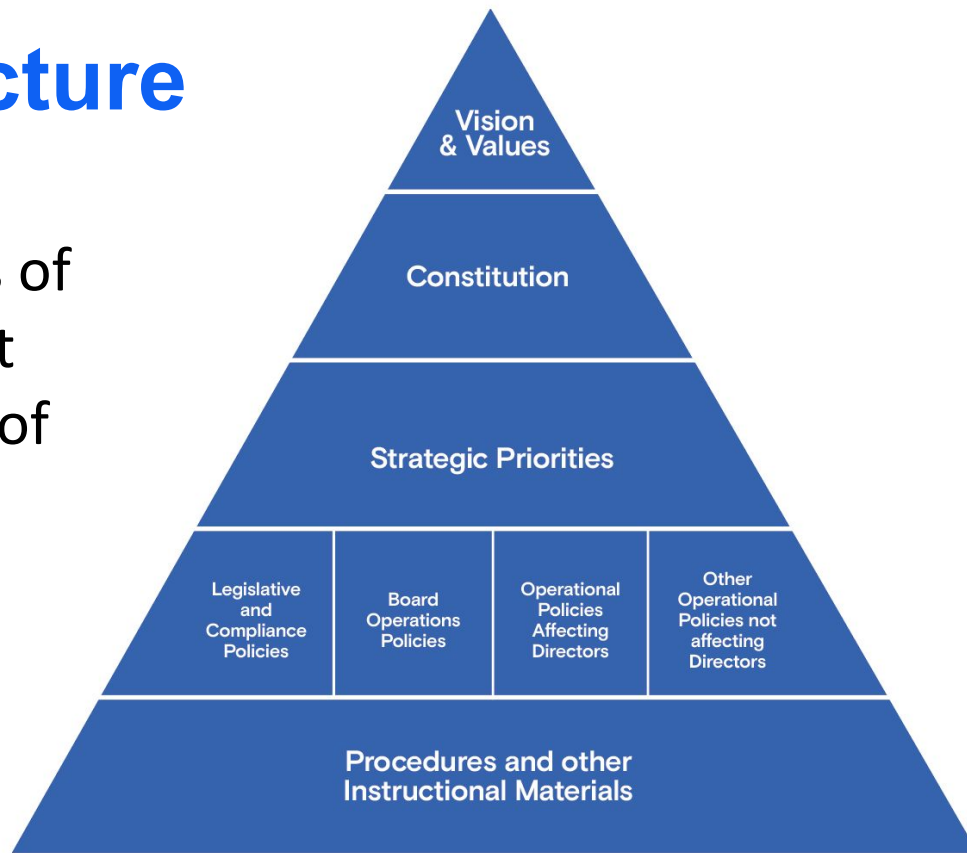 cture
s of
t
of
Vision
& Values
Constitution
Strategic Priorities
Legislative
and
Compliance
Policies
Board
Operations
Policies
Operational
Policies
Affecting
Directors
Other
Operational
Policies not
affecting
Directors
Procedures and other
Instructional Materials